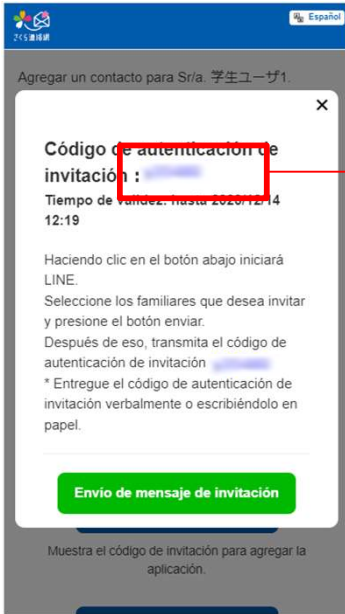 さくら連絡網
Español
Agregar un contacto para Sr/a. 学生ユーザ1.
×
Código de autenticación de
invitación :
Tiempo de validez: hasta 2020/12/14
12:19
Haciendo clic en el botón abajo iniciará
LINE.
Seleccione los familiares que desea invitar
y presione el botón enviar.
Después de eso, transmita el código de
autenticación de invitación
* Entregue el código de autenticación de
invitación verbalmente o escribiéndolo en
papel.
Envío de mensaje de invitación
Muestra el código de invitación para agregar la
aplicación.